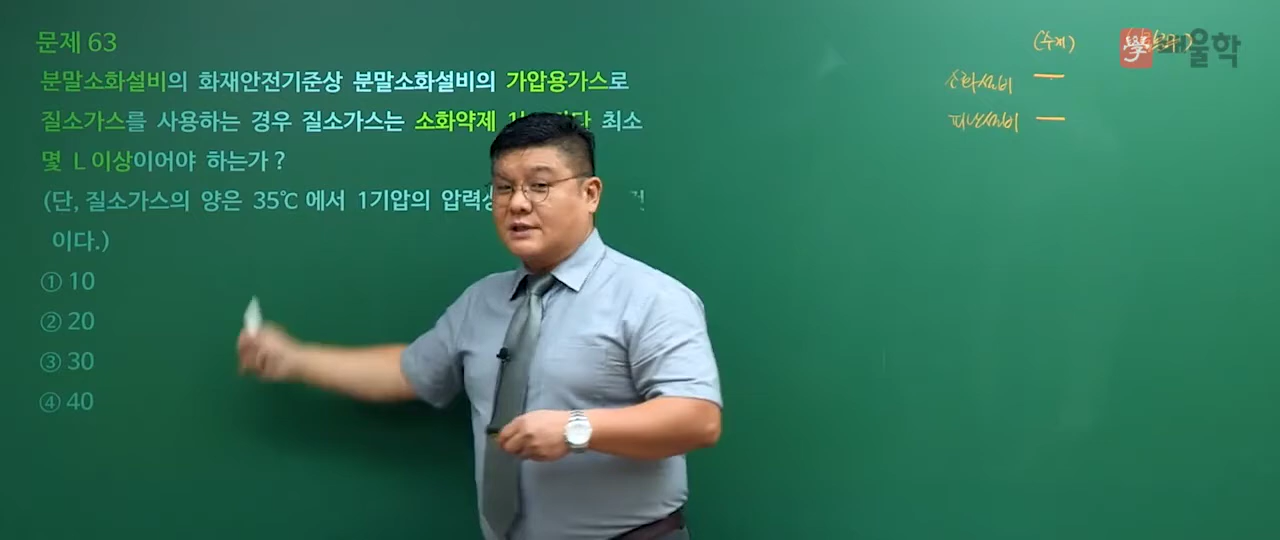 문제 63
분말소화설비의 화재안전기준상 분말소화설비의 가압용가스로
질소가스를 사용하는 경우 질소가스는 소화약제 최소
몇 L 이상이어야 하는가?
(단, 질소가스의 양은 35℃에서 1기압의
이다.)
① 10
② 20
③ 30
④ 40
(수계)
소화설비 —
피난설비 —
學 배울학